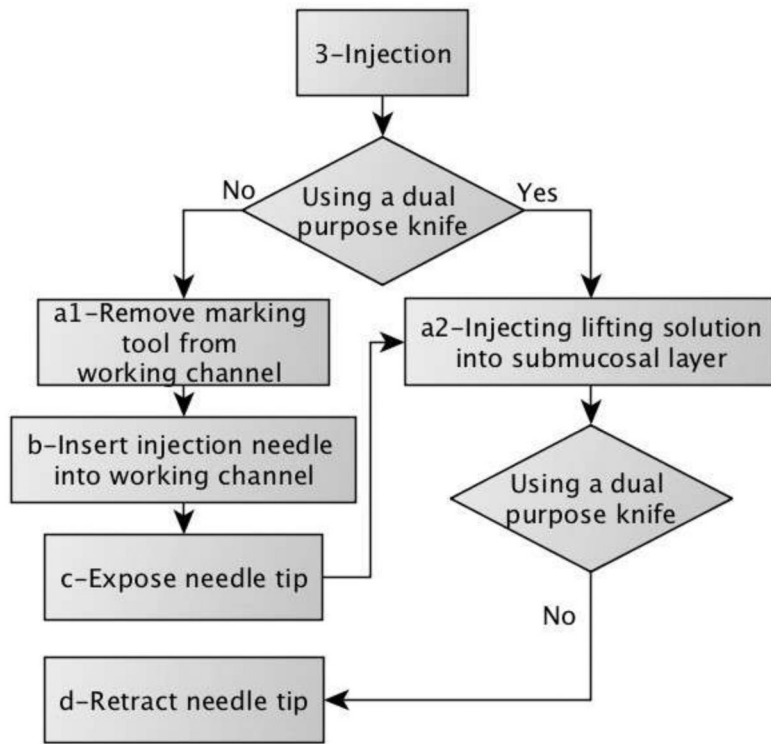 3-Injection
Using a dual
purpose knife
No
Yes
a1-Remove marking
tool from
working channel
a2-Injecting lifting solution
into submucosal layer
b-Insert injection needle
into working channel
Using a dual
purpose knife
c-Expose needle tip
No
d-Retract needle tip